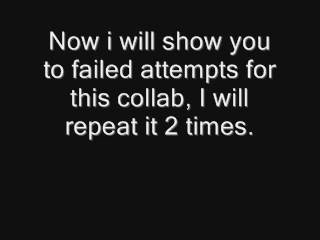 Now i will show you
to failed attempts for
this collab, I will
repeat it 2 times.